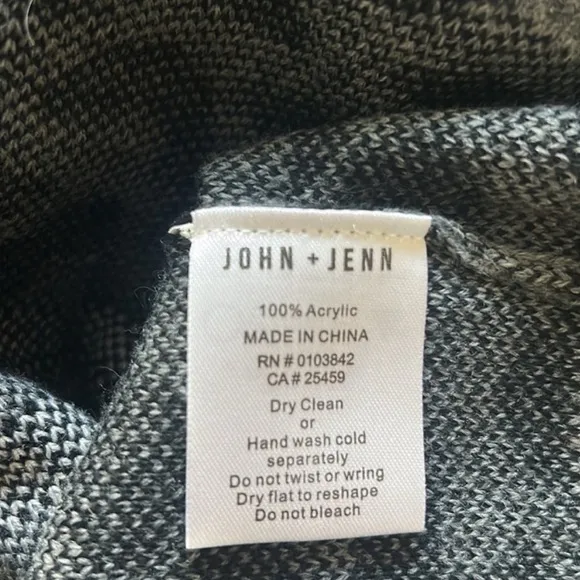 JOHN + JENN
100% Acrylic
MADE IN CHINA
RN # 0103842
CA # 25459
Dry Clean
or
Hand wash cold
separately
Do not twist or wring
Dry flat to reshape
Do not bleach